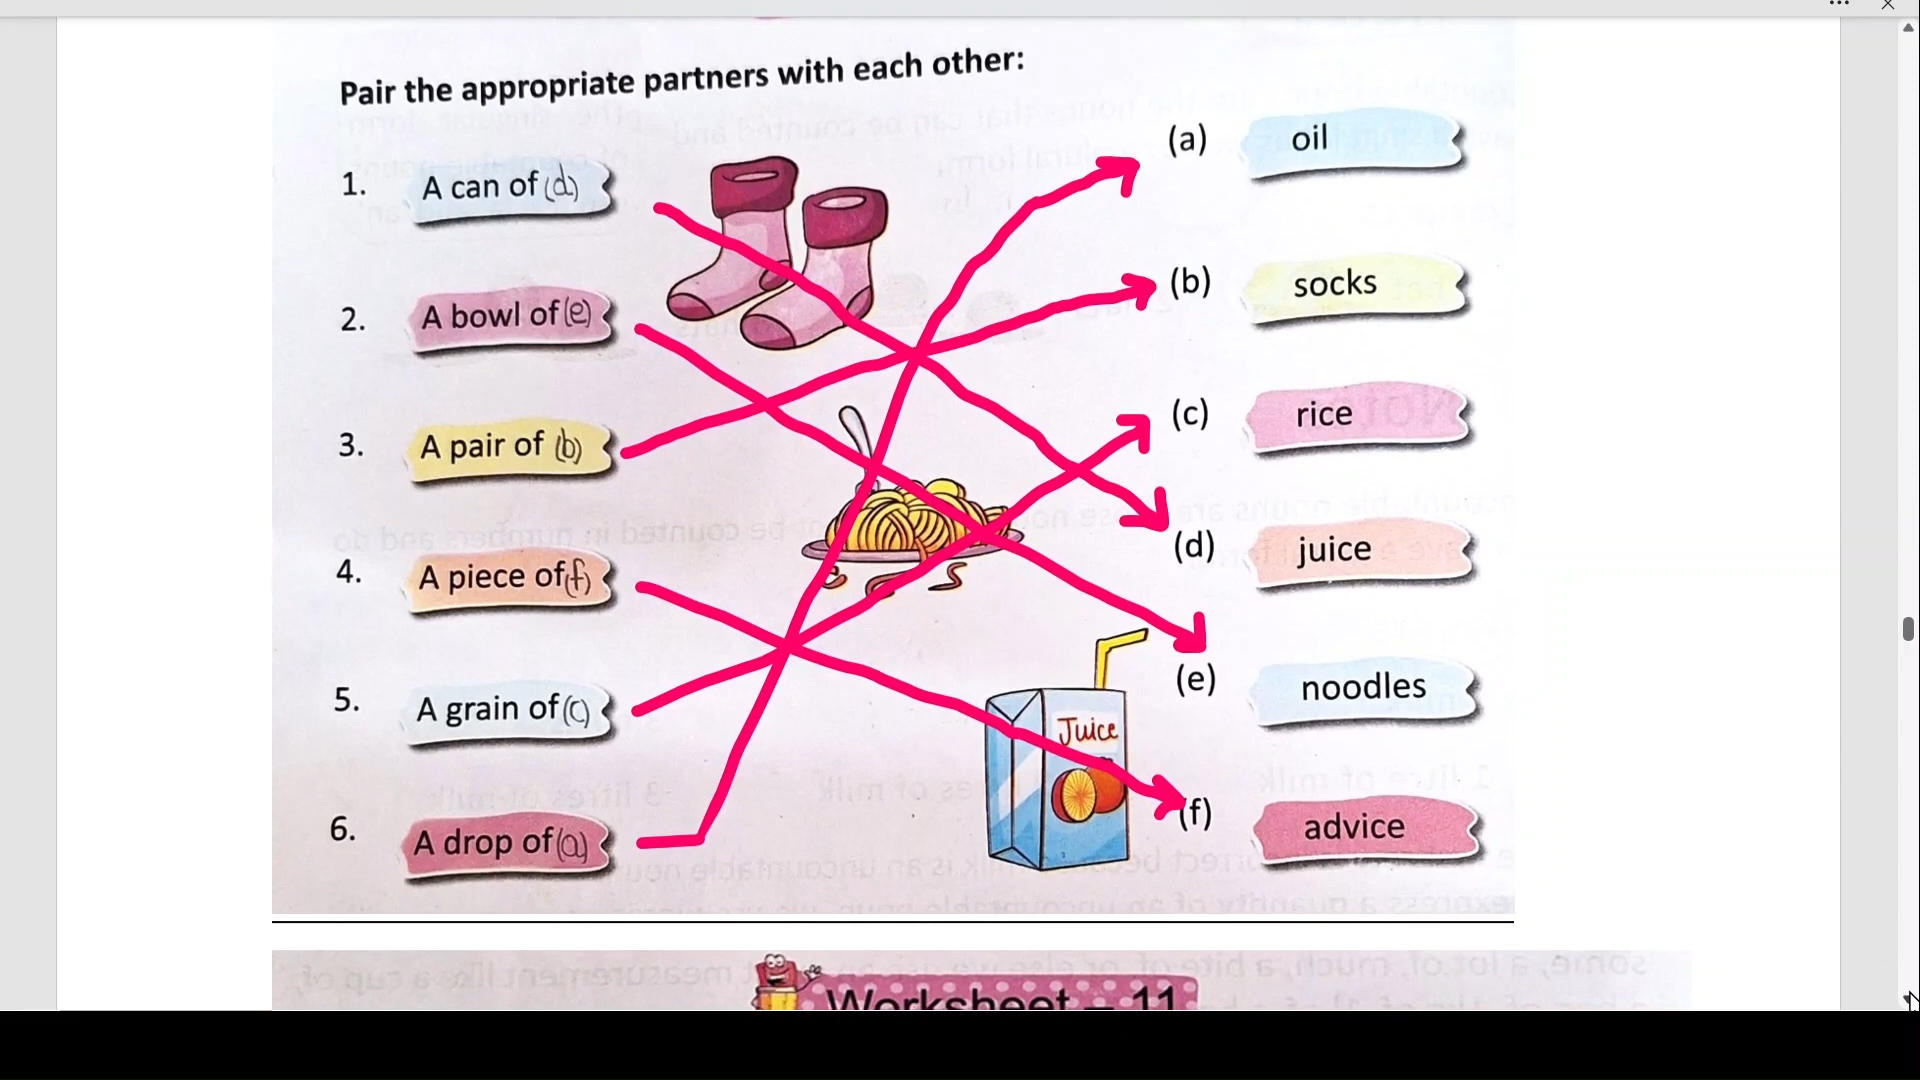 Pair the appropriate partners with each other:
1. A can of (d)
(a) oil
2. A bowl of (e)
(b) socks
3. A pair of (b)
(c) rice
4. A piece of (f)
(d) juice
5. A grain of (c)
(e) noodles
6. A drop of (a)
(f) advice
Juice
Worksheet – 11